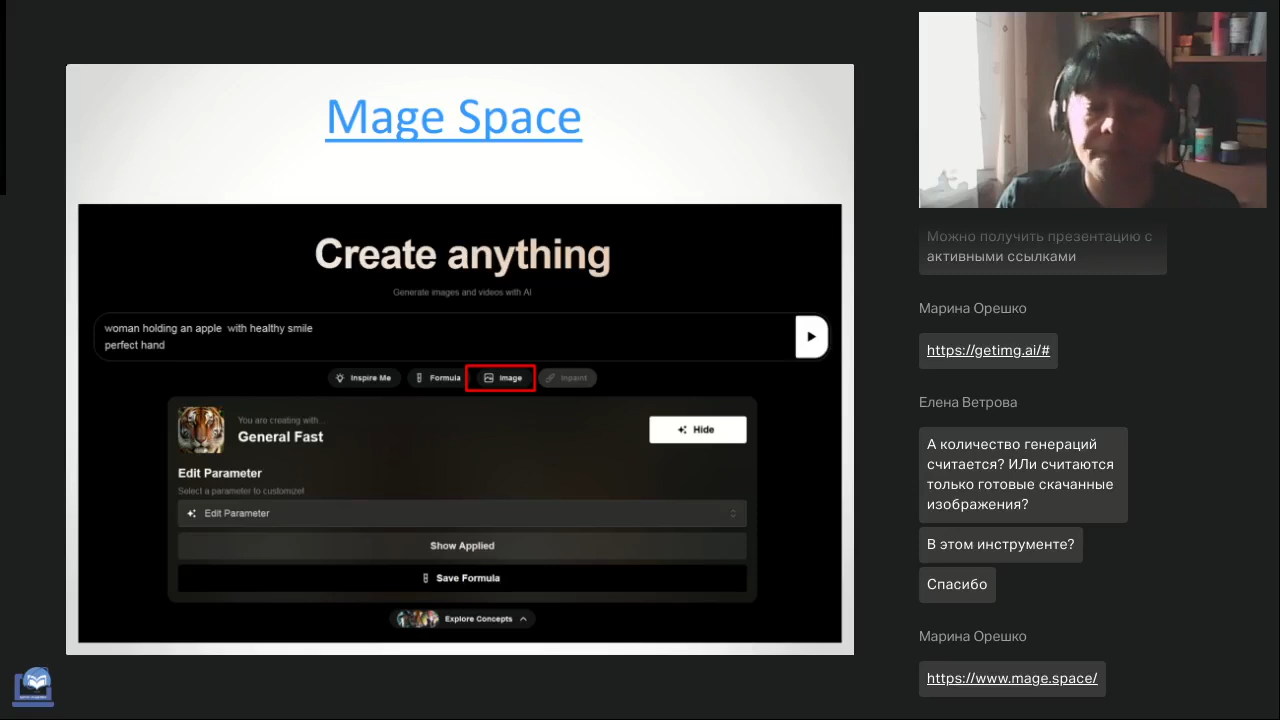 Mage Space
Create anything
Generate images and videos with AI
woman holding an apple with healthy smile
perfect hand
Inspire Me
Formula
Image
Inpaint
You are creating with...
General Fast
Hide
Edit Parameter
Select a parameter to customize!
Edit Parameter
Show Applied
Save Formula
Explore Concepts
Можно получить презентацию с
активными ссылками
Марина Орешко
https://getimg.ai/#
Елена Ветрова
А количество генераций
считается? ИЛи считаются
только готовые скачанные
изображения?
В этом инструменте?
Спасибо
Марина Орешко
https://www.mage.space/